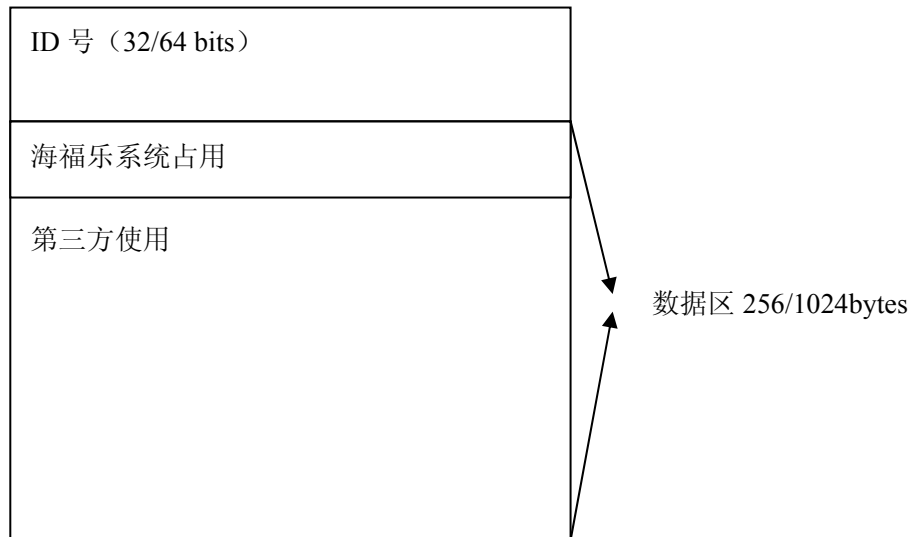 ID 号（32/64 bits）
海福乐系统占用
第三方使用
数据区 256/1024bytes